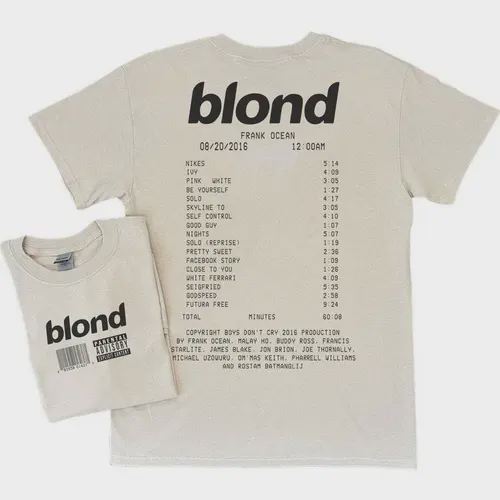 blond
FRANK OCEAN
08/20/2016 12:00AM
NIKES 5:14
IVY 4:09
PINK WHITE 3:05
BE YOURSELF 1:27
SOLO 4:17
SKYLINE TO 3:05
SELF CONTROL 4:10
GOOD GUY 1:07
NIGHTS 5:07
SOLO (REPRISE) 1:19
PRETTY SWEET 2:36
FACEBOOK STORY 1:09
CLOSE TO YOU 1:26
WHITE FERRARI 4:09
SEIGFRIED 5:35
GODSPEED 2:58
FUTURA FREE 9:24
TOTAL MINUTES 60:08
COPYRIGHT BOYS DON'T CRY 2016 PRODUCTION
BY FRANK OCEAN. MALAY HO. BUDDY ROSS. FRANCIS
STARLITE. JAMES BLAKE. JON BRION. JOE THORNALLY.
MICHAEL UZOWURU. OM'MAS KEITH. PHARRELL WILLIAMS
AND ROSTAM BATMANGLIJ
blond
PARENTAL
ADVISORY
EXPLICIT CONTENT